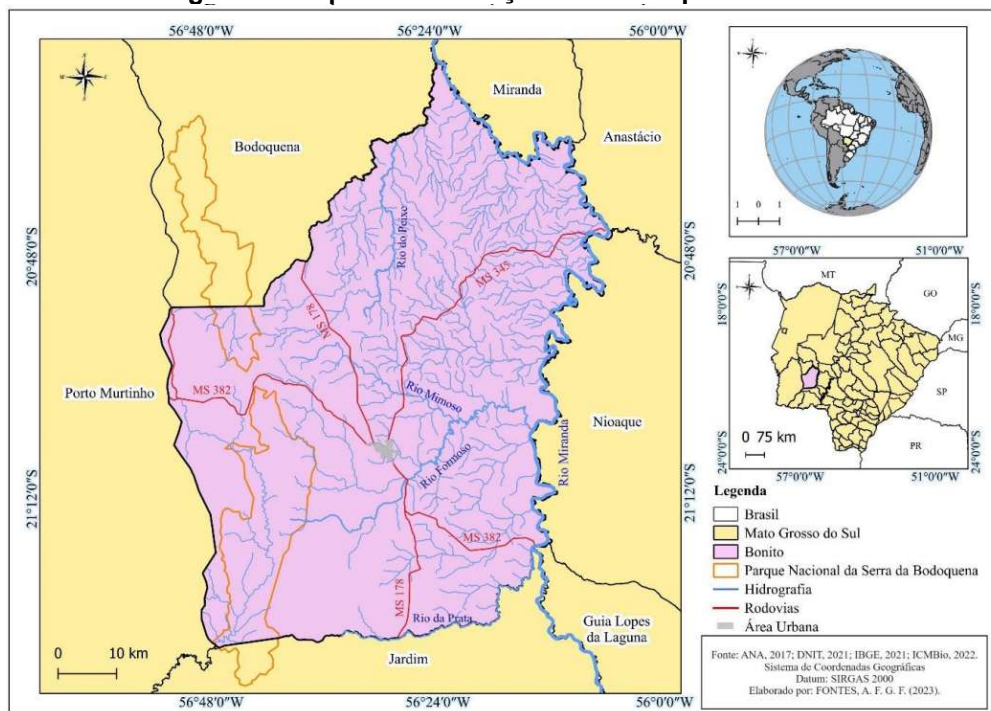 56°48'0"W 56°24'0"W 56°0'0"W
Miranda
Anastácio
Bodoquena
20°48'0"S
20°48'0"S
Rio do Peixe
MS 345
MS 178
Porto Murtinho
MS 382
Rio Mimoso
Nioaque
Rio Formoso
Rio Miranda
21°12'0"S
21°12'0"S
MS 382
MS 178
Rio da Prata
Guia Lopes
da Laguna
Jardim
0 10 km
56°48'0"W 56°24'0"W 56°0'0"W
1 0 1
57°0'0"W 51°0'0"W
MT
GO
18°0'0"S
18°0'0"S
MG
SP
PR
0 75 km
24°0'0"S
24°0'0"S
57°0'0"W 51°0'0"W
Legenda
Brasil
Mato Grosso do Sul
Bonito
Parque Nacional da Serra da Bodoquena
Hidrografia
Rodovias
Área Urbana
Fonte: ANA, 2017; DNIT, 2021; IBGE, 2021; ICMBio, 2022.
Sistema de Coordenadas Geográficas
Datum: SIRGAS 2000
Elaborado por: FONTES, A. F. G. F. (2023).